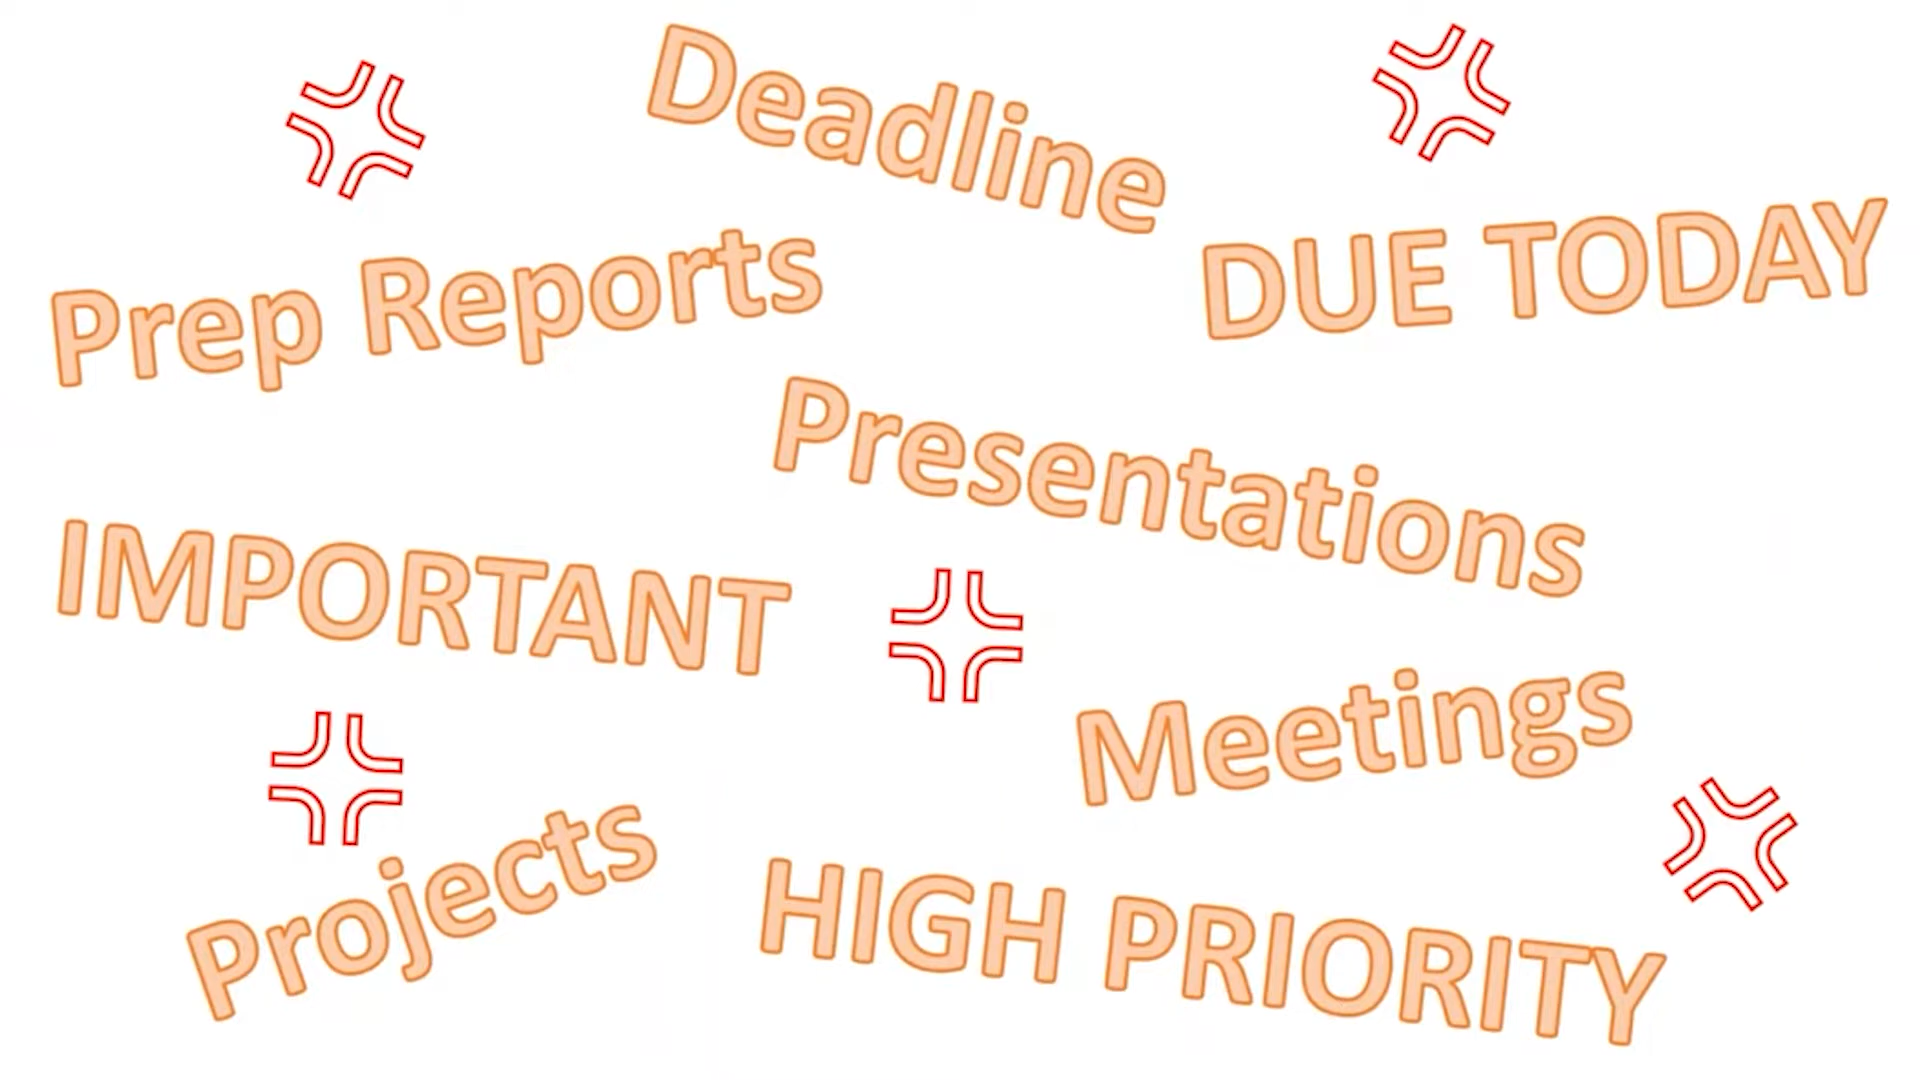 Deadline
Prep Reports
DUE TODAY
Presentations
IMPORTANT
Meetings
Projects
HIGH PRIORITY